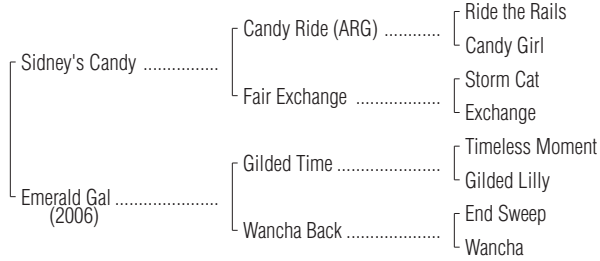 Ride the Rails
Candy Ride (ARG) ............
Candy Girl
Sidney's Candy ................
Storm Cat
Fair Exchange ..................
Exchange
Timeless Moment
Gilded Time ......................
Gilded Lilly
Emerald Gal ......................
(2006)
End Sweep
Wancha Back ....................
Wancha